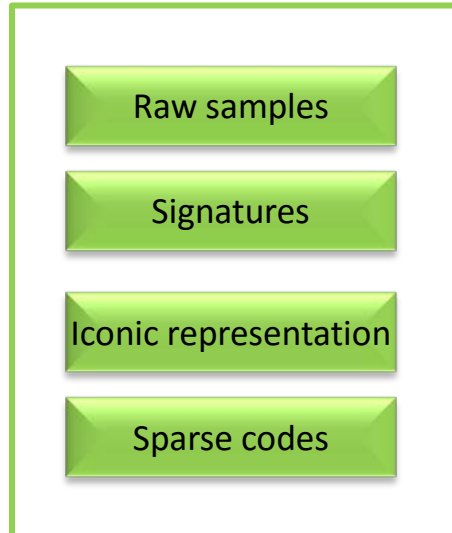 Raw samples
Signatures
Iconic representation
Sparse codes